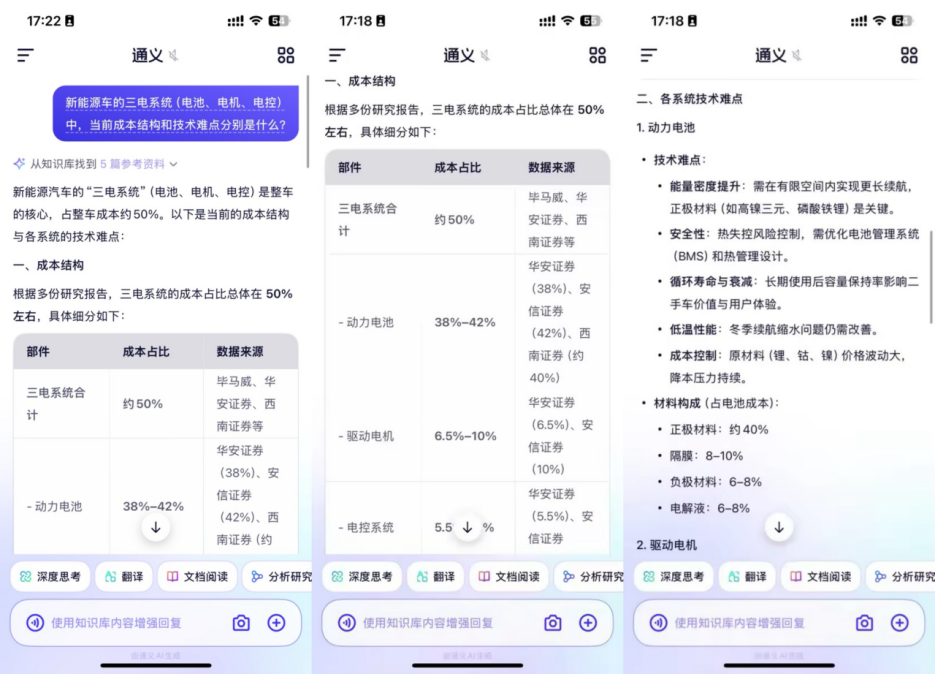 17:22
54
通义
新能源车的三电系统（电池、电机、电控）
中，当前成本结构和技术难点分别是什么？
从知识库找到 5 篇参考资料
新能源汽车的“三电系统”（电池、电机、电控）是整车
的核心，占整车成本约50%。以下是当前的成本结构
与各系统的技术难点：
一、成本结构
根据多份研究报告，三电系统的成本占比总体在 50%
左右，具体细分如下：
部件 成本占比 数据来源
三电系统合
计
约50%
毕马威、华
安证券、西
南证券等
- 动力电池
38%–42%
华安证券
（38%）、安
信证券
（42%）、西
南证券（约
深度思考 翻译 文档阅读 分析研究
使用知识库内容增强回复
17:18
通义
一、成本结构
根据多份研究报告，三电系统的成本占比总体在 50%
左右，具体细分如下：
部件 成本占比 数据来源
三电系统合
计
约50%
毕马威、华
安证券、西
南证券等
- 动力电池
38%–42%
华安证券
（38%）、安
信证券
（42%）、西
南证券（约
40%）
- 驱动电机
6.5%–10%
华安证券
（6.5%）、安
信证券
（10%）
- 电控系统
5.5 %
华安证券
（5.5%）、安
信证券
深度思考 翻译 文档阅读 分析研究
使用知识库内容增强回复
17:18
通义
二、各系统技术难点
1. 动力电池
• 技术难点：
• 能量密度提升：需在有限空间内实现更长续航，
正极材料（如高镍三元、磷酸铁锂）是关键。
• 安全性：热失控风险控制，需优化电池管理系统
（BMS）和热管理设计。
• 循环寿命与衰减：长期使用后容量保持率影响二
手车价值与用户体验。
• 低温性能：冬季续航缩水问题仍需改善。
• 成本控制：原材料（锂、钴、镍）价格波动大，
降本压力持续。
• 材料构成（占电池成本）：
• 正极材料：约40%
• 隔膜：8–10%
• 负极材料：6–8%
• 电解液：6–8%
2. 驱动电机
深度思考 翻译 文档阅读 分析研究
使用知识库内容增强回复